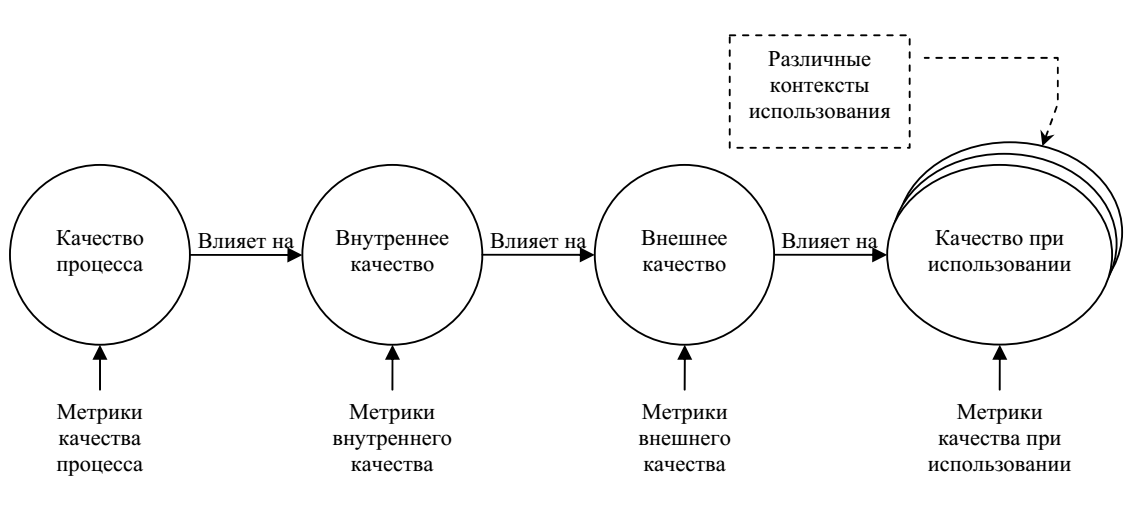 Различные
контексты
использования
Качество
процесса
Влияет на
Внутреннее
качество
Влияет на
Внешнее
качество
Влияет на
Качество при
использовании
Метрики
качества
процесса
Метрики
внутреннего
качества
Метрики
внешнего
качества
Метрики
качества при
использовании